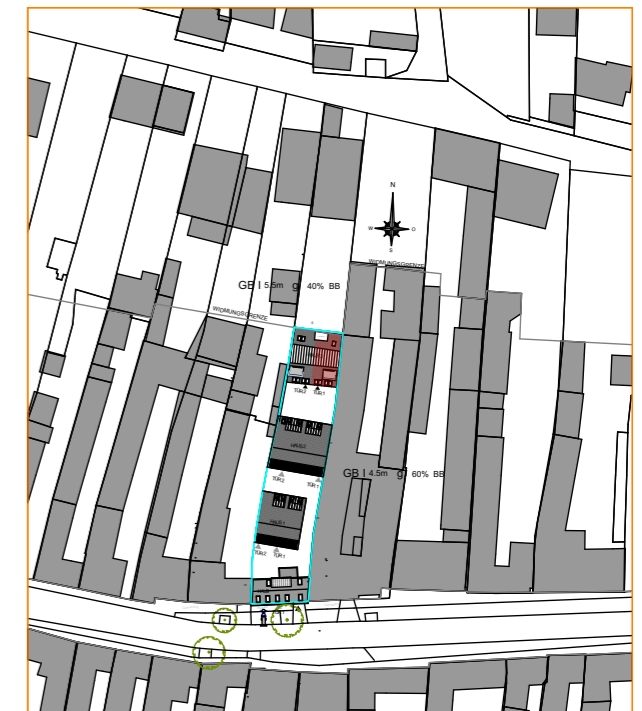 N
W O
S
WIDMUNGSGRENZE
GB I 5.5m g 40% BB
WIDMUNGSGRENZE
TÜR2 TÜR1
HAUS2
GB I 4.5m g 60% BB
TÜR2 TÜR1
HAUS1
TÜR2 TÜR1